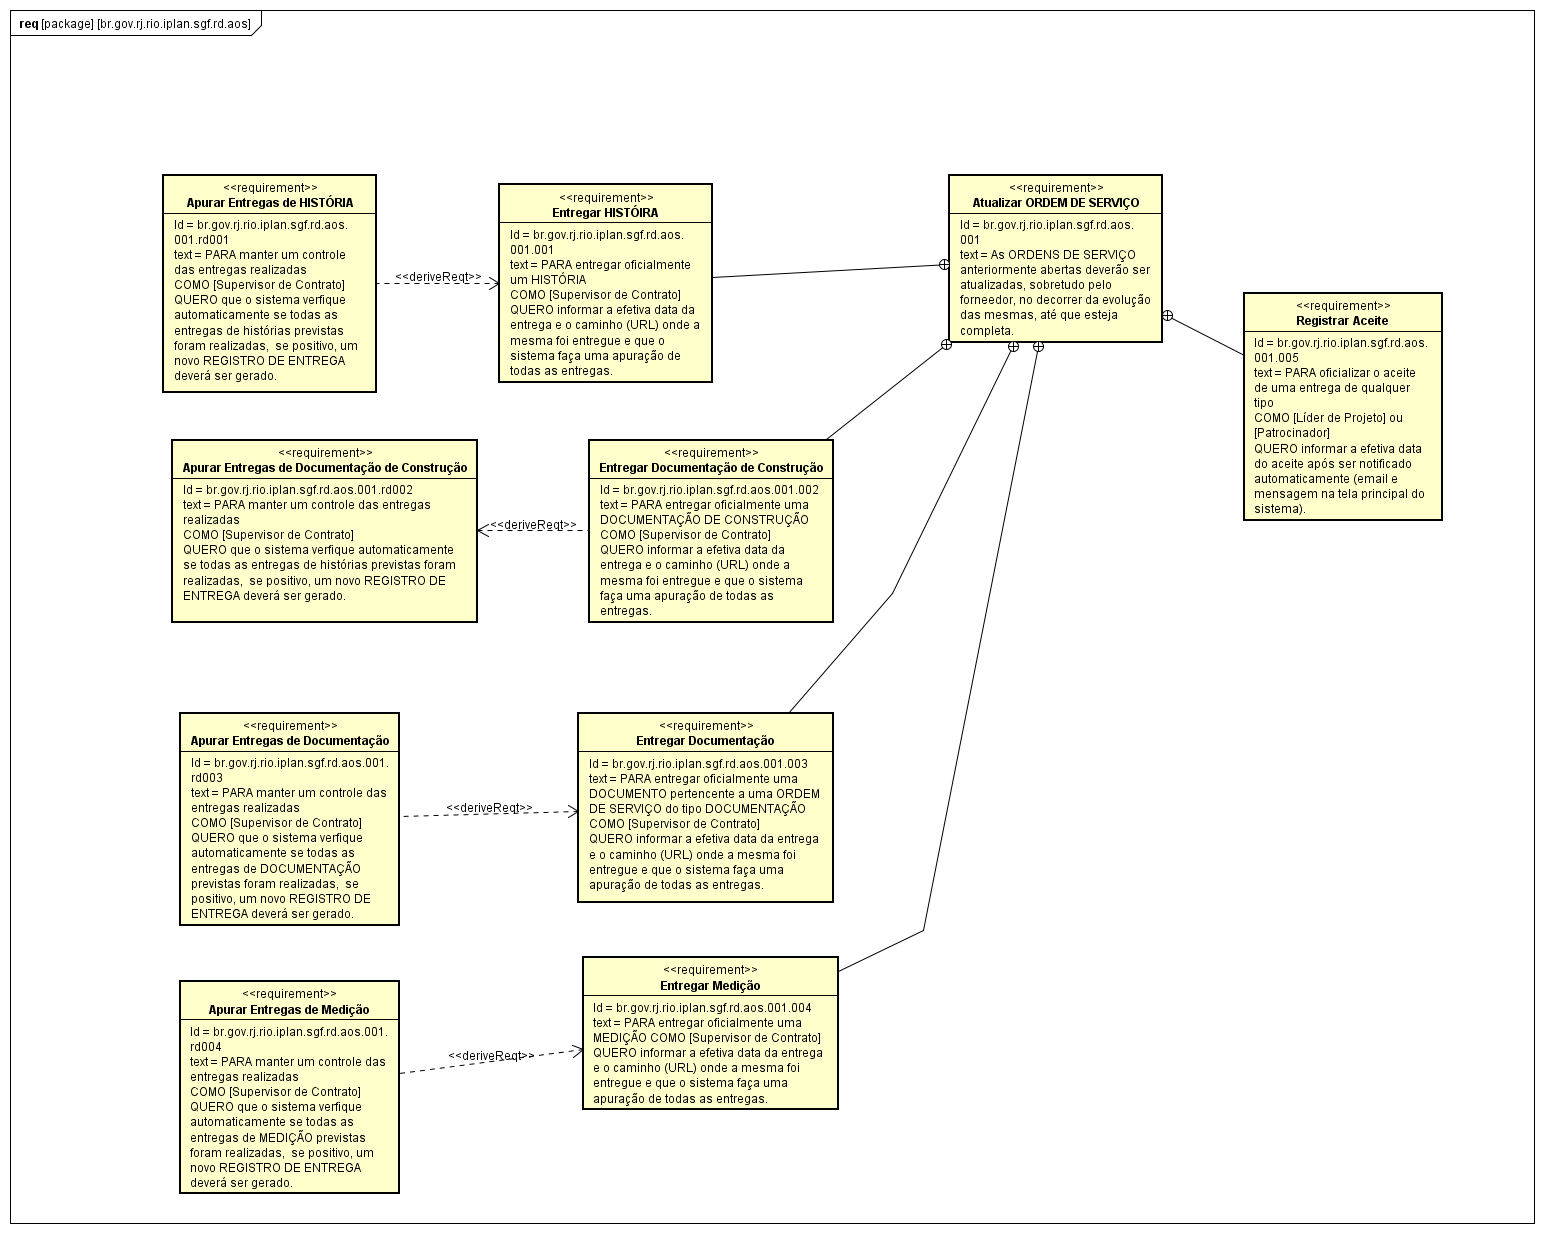 req [package] [br.gov.rj.rio.iplan.sgf.rd.aos]
<<requirement>>
Apurar Entregas de HISTÓRIA
Id = br.gov.rj.rio.iplan.sgf.rd.aos.
001.rd001
text = PARA manter um controle
das entregas realizadas
COMO [Supervisor de Contrato]
QUERO que o sistema verfique
automaticamente se todas as
entregas de histórias previstas
foram realizadas,  se positivo, um
novo REGISTRO DE ENTREGA
deverá ser gerado.
<<deriveReqt>>
<<requirement>>
Entregar HISTÓIRA
Id = br.gov.rj.rio.iplan.sgf.rd.aos.
001.001
text = PARA entregar oficialmente
um HISTÓRIA
COMO [Supervisor de Contrato]
QUERO informar a efetiva data da
entrega e o caminho (URL) onde a
mesma foi entregue e que o
sistema faça uma apuração de
todas as entregas.
<<requirement>>
Atualizar ORDEM DE SERVIÇO
Id = br.gov.rj.rio.iplan.sgf.rd.aos.
001
text = As ORDENS DE SERVIÇO
anteriormente abertas deverão ser
atualizadas, sobretudo pelo
forneedor, no decorrer da evolução
das mesmas, até que esteja
completa.
<<requirement>>
Registrar Aceite
Id = br.gov.rj.rio.iplan.sgf.rd.aos.
001.005
text = PARA oficializar o aceite
de uma entrega de qualquer
tipo
COMO [Líder de Projeto] ou
[Patrocinador]
QUERO informar a efetiva data
do aceite após ser notificado
automaticamente (email e
mensagem na tela principal do
sistema).
<<requirement>>
Apurar Entregas de Documentação de Construção
Id = br.gov.rj.rio.iplan.sgf.rd.aos.001.rd002
text = PARA manter um controle das entregas
realizadas
COMO [Supervisor de Contrato]
QUERO que o sistema verfique automaticamente
se todas as entregas de histórias previstas foram
realizadas,  se positivo, um novo REGISTRO DE
ENTREGA deverá ser gerado.
<<deriveReqt>>
<<requirement>>
Entregar Documentação de Construção
Id = br.gov.rj.rio.iplan.sgf.rd.aos.001.002
text = PARA entregar oficialmente uma
DOCUMENTAÇÃO DE CONSTRUÇÃO
COMO [Supervisor de Contrato]
QUERO informar a efetiva data da
entrega e o caminho (URL) onde a
mesma foi entregue e que o sistema
faça uma apuração de todas as
entregas.
<<requirement>>
Apurar Entregas de Documentação
Id = br.gov.rj.rio.iplan.sgf.rd.aos.001.
rd003
text = PARA manter um controle das
entregas realizadas
COMO [Supervisor de Contrato]
QUERO que o sistema verfique
automaticamente se todas as
entregas de DOCUMENTAÇÃO
previstas foram realizadas,  se
positivo, um novo REGISTRO DE
ENTREGA deverá ser gerado.
<<deriveReqt>>
<<requirement>>
Entregar Documentação
Id = br.gov.rj.rio.iplan.sgf.rd.aos.001.003
text = PARA entregar oficialmente uma
DOCUMENTO pertencente a uma ORDEM
DE SERVIÇO do tipo DOCUMENTAÇÃO
COMO [Supervisor de Contrato]
QUERO informar a efetiva data da entrega
e o caminho (URL) onde a mesma foi
entregue e que o sistema faça uma
apuração de todas as entregas.
<<requirement>>
Apurar Entregas de Medição
Id = br.gov.rj.rio.iplan.sgf.rd.aos.001.
rd004
text = PARA manter um controle das
entregas realizadas
COMO [Supervisor de Contrato]
QUERO que o sistema verfique
automaticamente se todas as
entregas de MEDIÇÃO previstas
foram realizadas,  se positivo, um
novo REGISTRO DE ENTREGA
deverá ser gerado.
<<deriveReqt>>
<<requirement>>
Entregar Medição
Id = br.gov.rj.rio.iplan.sgf.rd.aos.001.004
text = PARA entregar oficialmente uma
MEDIÇÃO COMO [Supervisor de Contrato]
QUERO informar a efetiva data da entrega
e o caminho (URL) onde a mesma foi
entregue e que o sistema faça uma
apuração de todas as entregas.